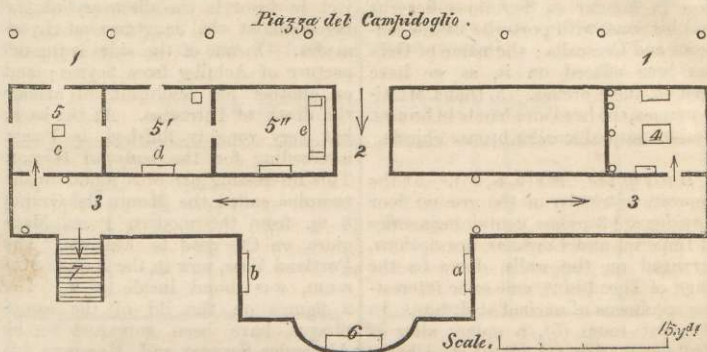 Piazza del Campidoglio.
1 1
5 5' 5" e 2 4
c d
3 3
7 b a
6
Scale. 15.yds